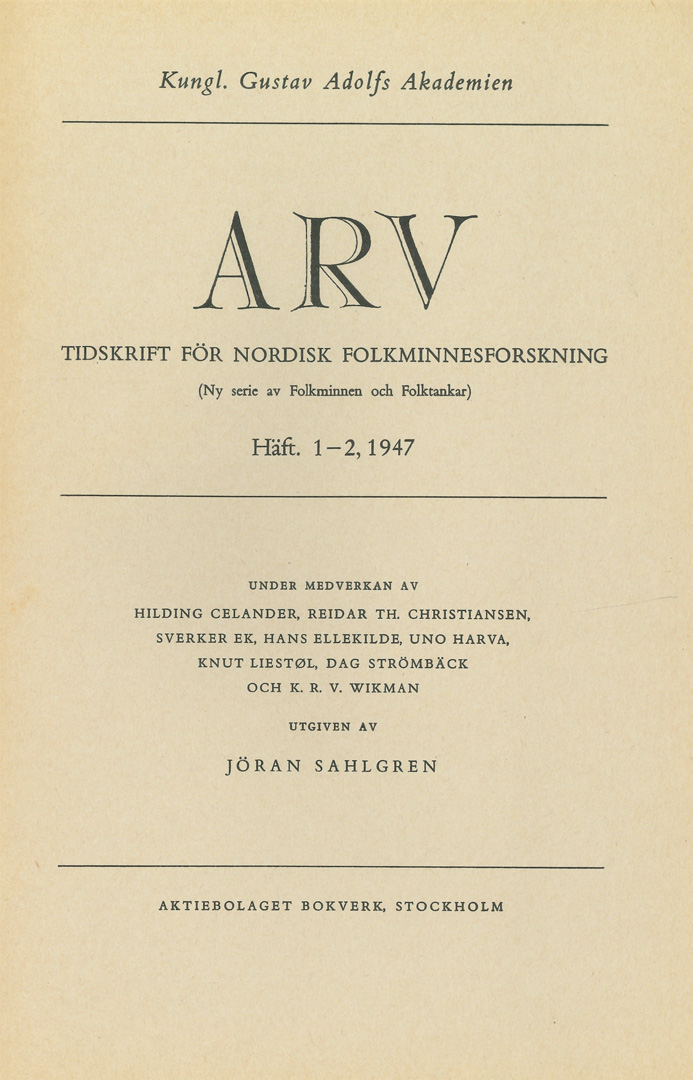 Kungl. Gustav Adolfs Akademien
ARV
TIDSKRIFT FÖR NORDISK FOLKMINNESFORSKNING
(Ny serie av Folkminnen och Folktankar)
Häft. 1–2, 1947
UNDER MEDVERKAN AV
HILDING CELANDER, REIDAR TH. CHRISTIANSEN,
SVERKER EK, HANS ELLEKILDE, UNO HARVA,
KNUT LIESTØL, DAG STRÖMBÄCK
OCH K. R. V. WIKMAN
UTGIVEN AV
JÖRAN SAHLGREN
AKTIEBOLAGET BOKVERK, STOCKHOLM